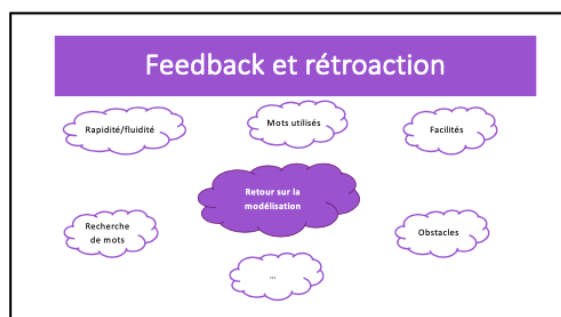 Feedback et rétroaction
Rapidité/fluidité
Mots utilisés
Facilités
Retour sur la
modélisation
Recherche
de mots
Obstacles
...